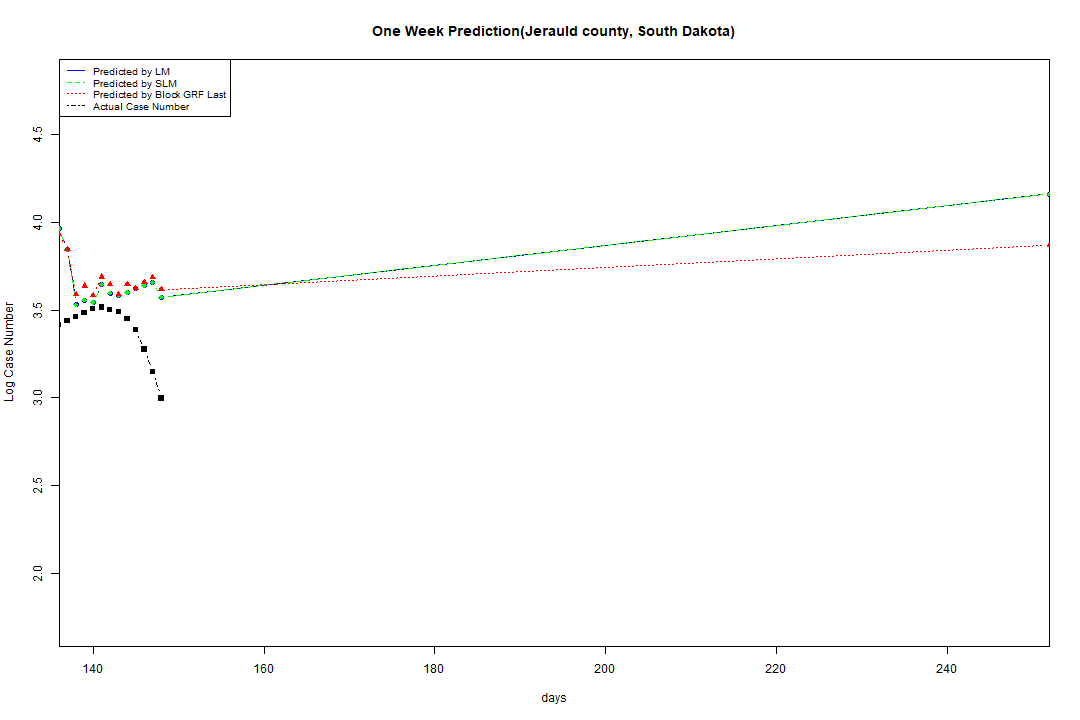 One Week Prediction(Jerauld county, South Dakota)
Predicted by LM
Predicted by SLM
Predicted by Block GRF Last
Actual Case Number
4.5
4.0
3.5
3.0
2.5
2.0
Log Case Number
140 160 180 200 220 240
days